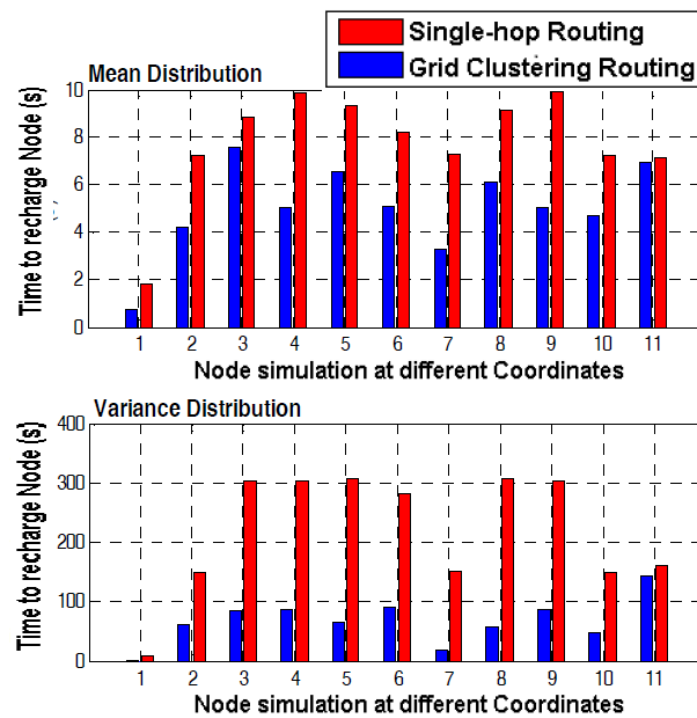 Single-hop Routing
Grid Clustering Routing
Mean Distribution
Time to recharge Node (s)
10
8
6
4
2
0
1 2 3 4 5 6 7 8 9 10 11
Node simulation at different Coordinates
Variance Distribution
Time to recharge Node (s)
400
300
200
100
0
1 2 3 4 5 6 7 8 9 10 11
Node simulation at different Coordinates